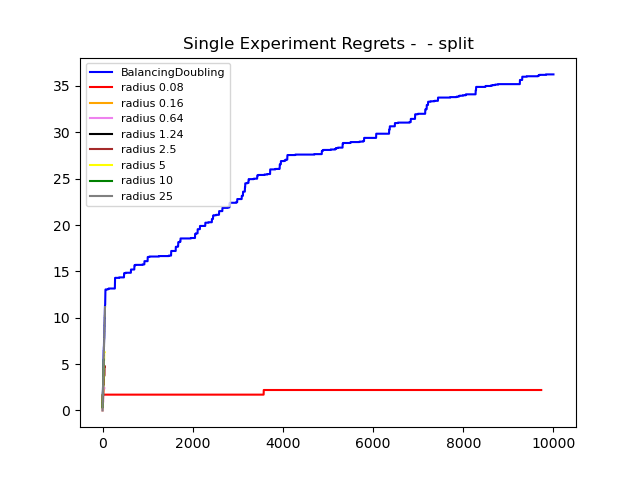 Single Experiment Regrets -  - split
35
30
25
20
15
10
5
0
BalancingDoubling
radius 0.08
radius 0.16
radius 0.64
radius 1.24
radius 2.5
radius 5
radius 10
radius 25
0 2000 4000 6000 8000 10000